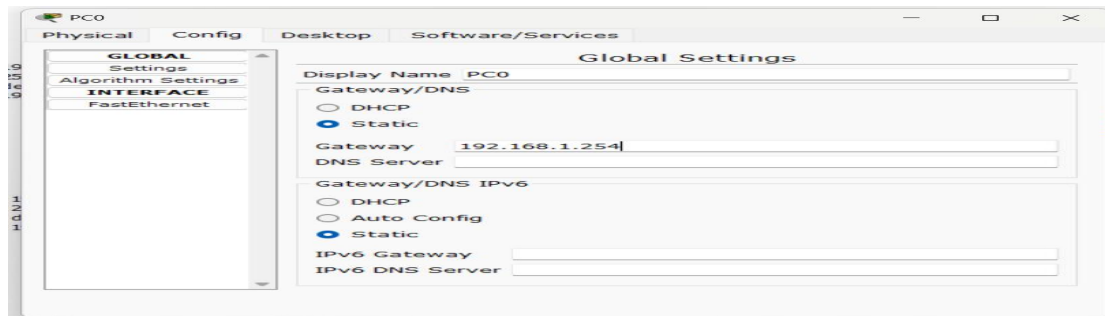 PC0
Physical Config Desktop Software/Services
GLOBAL
Settings
Algorithm Settings
INTERFACE
FastEthernet
Global Settings
Display Name PC0
Gateway/DNS
DHCP
Static
Gateway 192.168.1.254
DNS Server
Gateway/DNS IPv6
DHCP
Auto Config
Static
IPv6 Gateway
IPv6 DNS Server